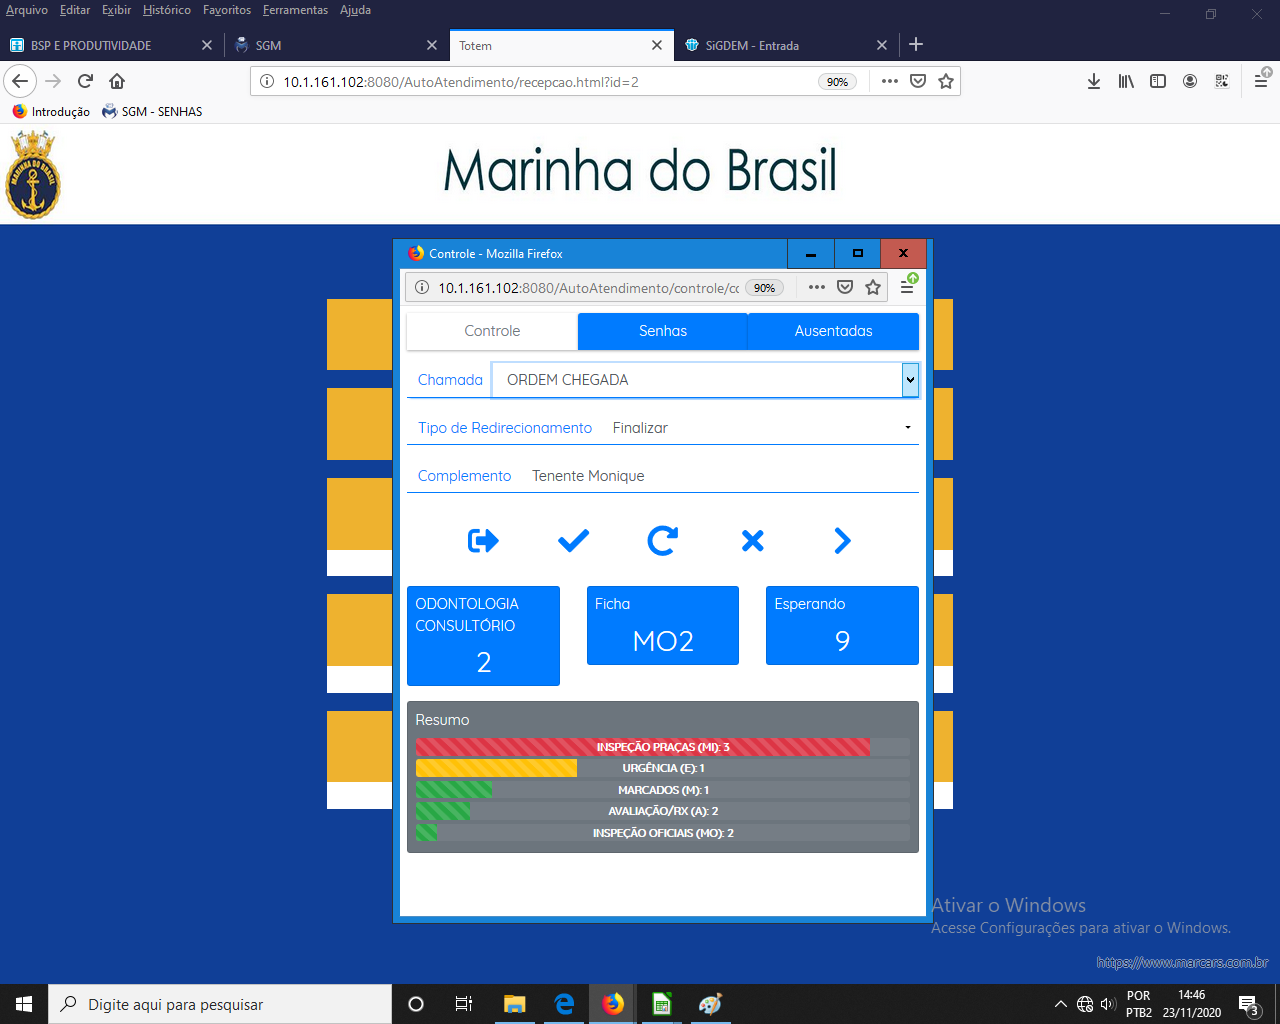 Arquivo Editar Exibir Histórico Favoritos Ferramentas Ajuda
BSP E PRODUTIVIDADE
SGM
Totem
SiGDEM - Entrada
10.1.161.102:8080/AutoAtendimento/recepcao.html?id=2
90%
Introdução
SGM - SENHAS
MARINHA DO BRASIL
Marinha do Brasil
Controle - Mozilla Firefox
10.1.161.102:8080/AutoAtendimento/controle/co
90%
Controle
Senhas
Ausentadas
Chamada
ORDEM CHEGADA
Tipo de Redirecionamento
Finalizar
Complemento
Tenente Monique
ODONTOLOGIA
CONSULTÓRIO
2
Ficha
MO2
Esperando
9
Resumo
INSPEÇÃO PRAÇAS (MI): 3
URGÊNCIA (E): 1
MARCADOS (M): 1
AVALIAÇÃO/RX (A): 2
INSPEÇÃO OFICIAIS (MO): 2
Ativar o Windows
Acesse Configurações para ativar o Windows.
https://www.marcars.com.br
Digite aqui para pesquisar
POR
PTB2
14:46
23/11/2020
3